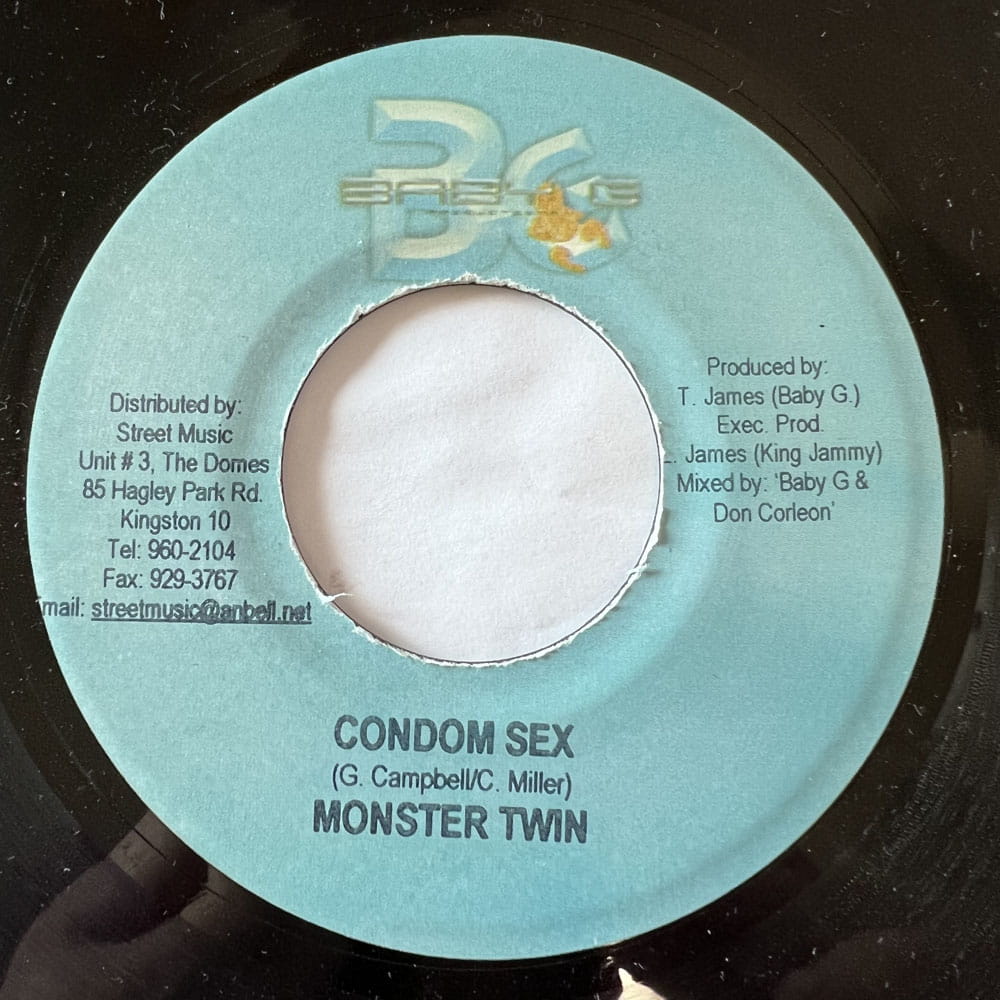 BG
BABY G
Distributed by:
Street Music
Unit # 3, The Domes
85 Hagley Park Rd.
Kingston 10
Tel: 960-2104
Fax: 929-3767
mail: streetmusic@anbell.net
Produced by:
T. James (Baby G.)
Exec. Prod.
. James (King Jammy)
Mixed by: 'Baby G &
Don Corleon'
CONDOM SEX
(G. Campbell/C. Miller)
MONSTER TWIN